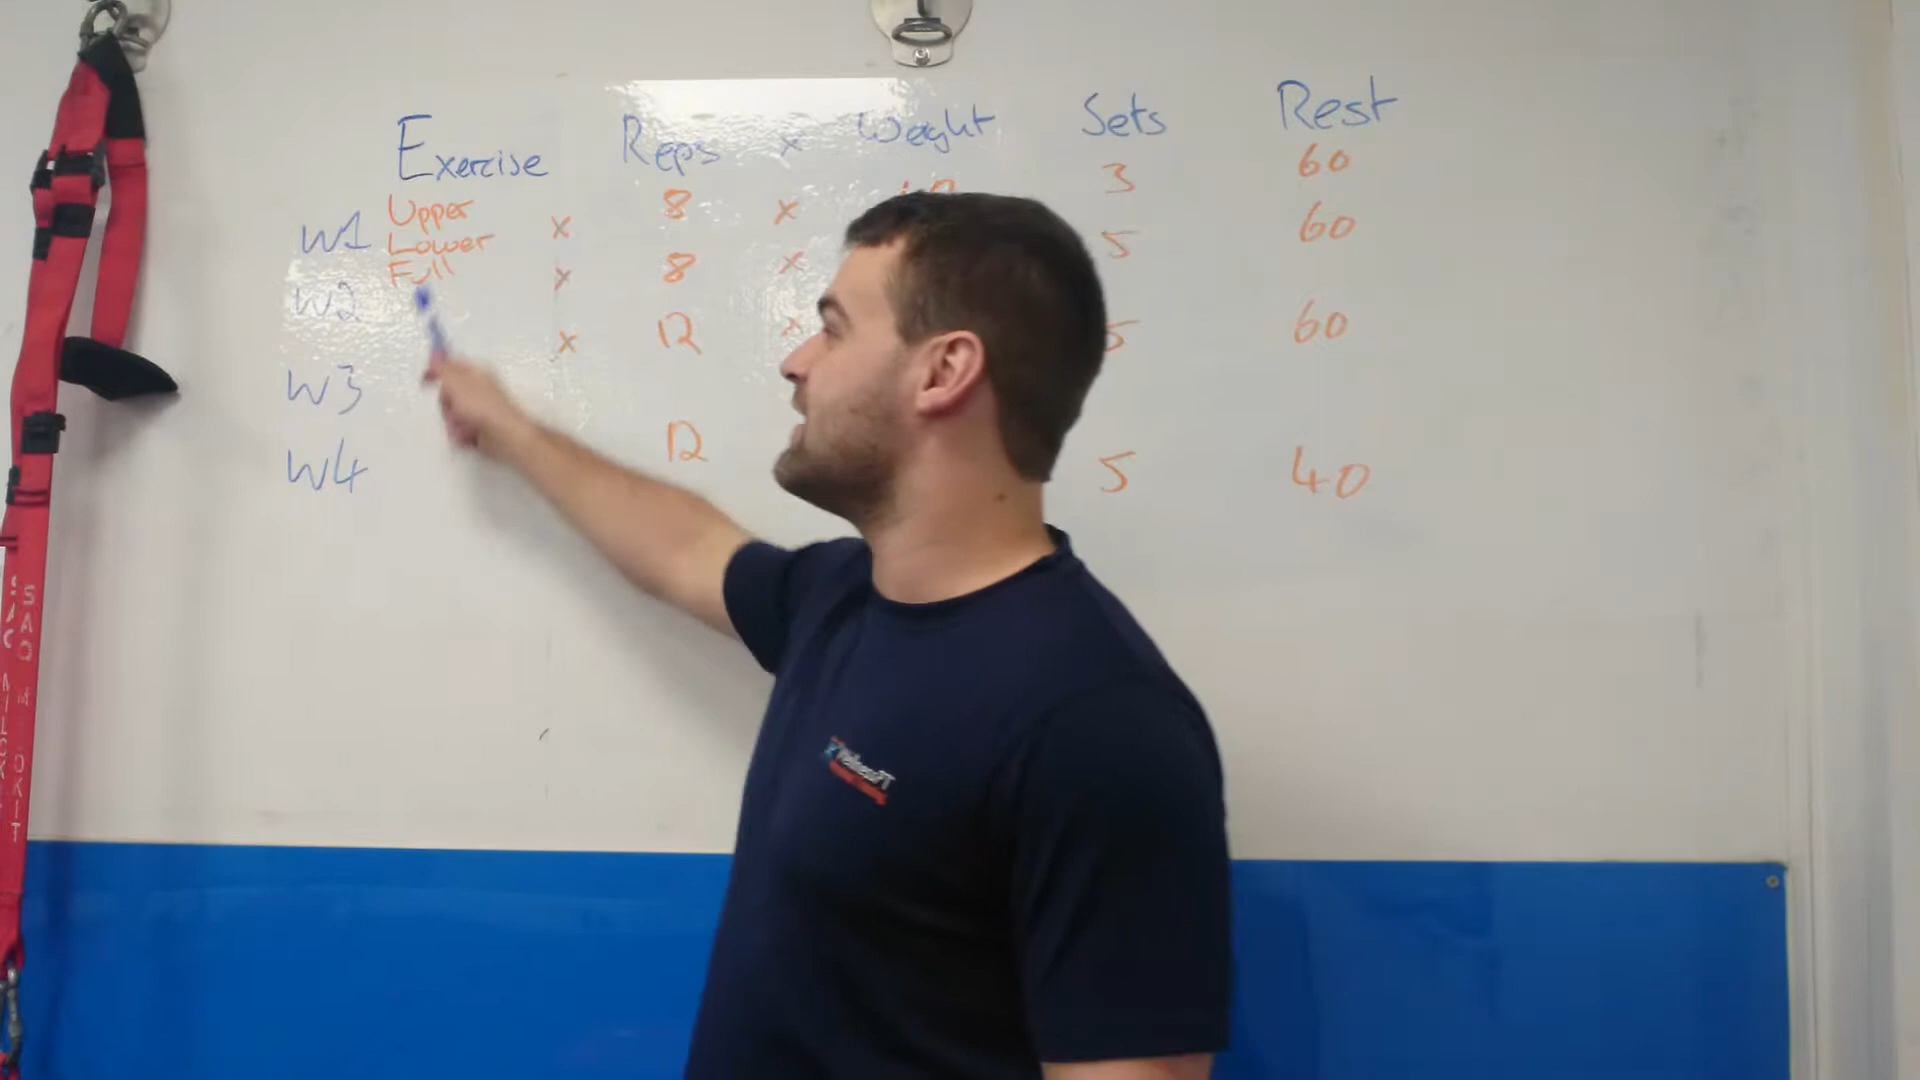 Exercise Reps x Weight Sets Rest
W1 Upper x 8 x 3 60
Lower
Full x 8 x 5 60
W2
x 12 x 5 60
W3
W4 12 5 40